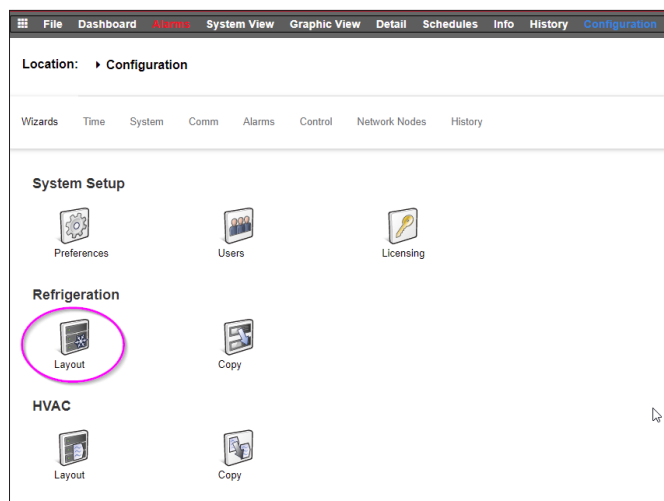 File Dashboard Alarms System View Graphic View Detail Schedules Info History Configuration
Location: Configuration
Wizards Time System Comm Alarms Control Network Nodes History
System Setup
Preferences Users Licensing
Refrigeration
Layout Copy
HVAC
Layout Copy